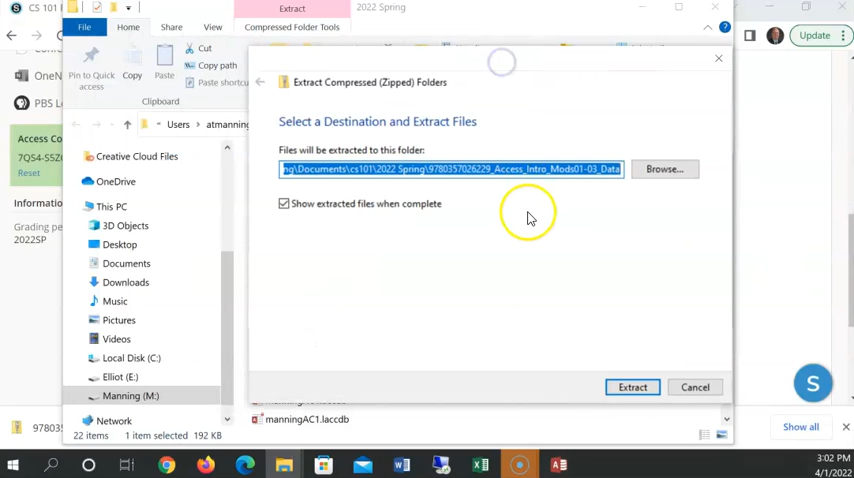 CS 101 I
Extract
2022 Spring
File
Home
Share
View
Compressed Folder Tools
Update
OneN
PBS Le
Pin to Quick
access
Copy
Paste
Cut
Copy path
Paste shortcu
Clipboard
Access Co
7QS4-S5Z
Reset
Informatio
Grading pe
2022SP
Users
atmanning
Creative Cloud Files
OneDrive
This PC
3D Objects
Desktop
Documents
Downloads
Music
Pictures
Videos
Local Disk (C:)
Elliot (E:)
Manning (M:)
Network
22 items
1 item selected 192 KB
Extract Compressed (Zipped) Folders
Select a Destination and Extract Files
Files will be extracted to this folder:
ng\Documents\cs101\2022 Spring\9780357026229_Access_Intro_Mods01-03_Data
Browse...
Show extracted files when complete
Extract
Cancel
manningAC1.laccdb
S
97803
Show all
3:02 PM
4/1/2022